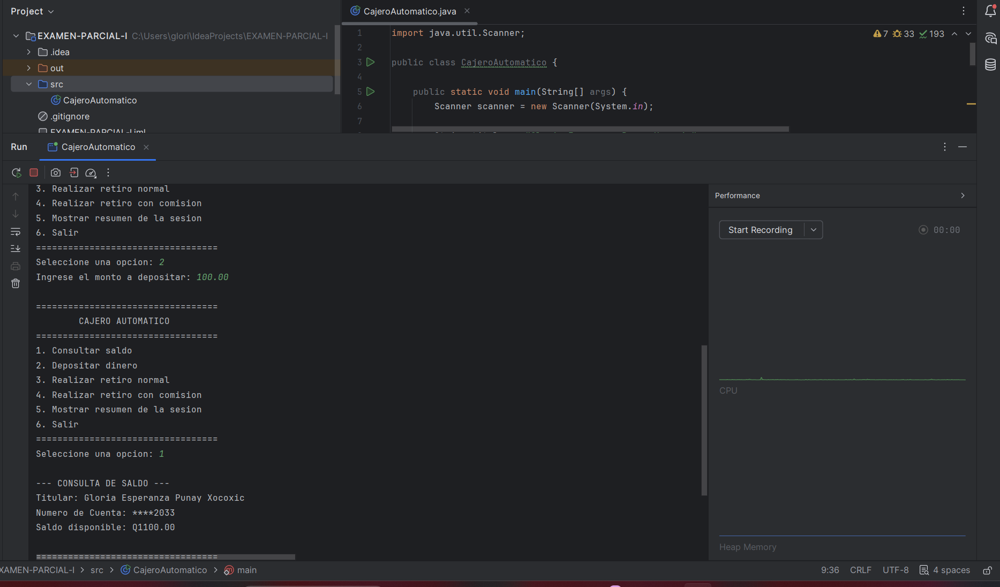 Project
EXAMEN-PARCIAL-I C:\Users\glori\IdeaProjects\EXAMEN-PARCIAL-I
.idea
out
src
CajeroAutomatico
.gitignore
EXAMEN-PARCIAL-I.iml
CajeroAutomatico.java
7 33 193
1 import java.util.Scanner;
2
3 public class CajeroAutomatico {
4
5 public static void main(String[] args) {
6 Scanner scanner = new Scanner(System.in);
7
Run CajeroAutomatico
3. Realizar retiro normal
4. Realizar retiro con comision
5. Mostrar resumen de la sesion
6. Salir
==================================
Seleccione una opcion: 2
Ingrese el monto a depositar: 100.00
==================================
CAJERO AUTOMATICO
==================================
1. Consultar saldo
2. Depositar dinero
3. Realizar retiro normal
4. Realizar retiro con comision
5. Mostrar resumen de la sesion
6. Salir
==================================
Seleccione una opcion: 1
--- CONSULTA DE SALDO ---
Titular: Gloria Esperanza Punay Xocoxic
Numero de Cuenta: ****2033
Saldo disponible: Q1100.00
==================================
Performance
Start Recording 00:00
CPU
Heap Memory
XAMEN-PARCIAL-I > src > CajeroAutomatico > main
9:36 CRLF UTF-8 4 spaces